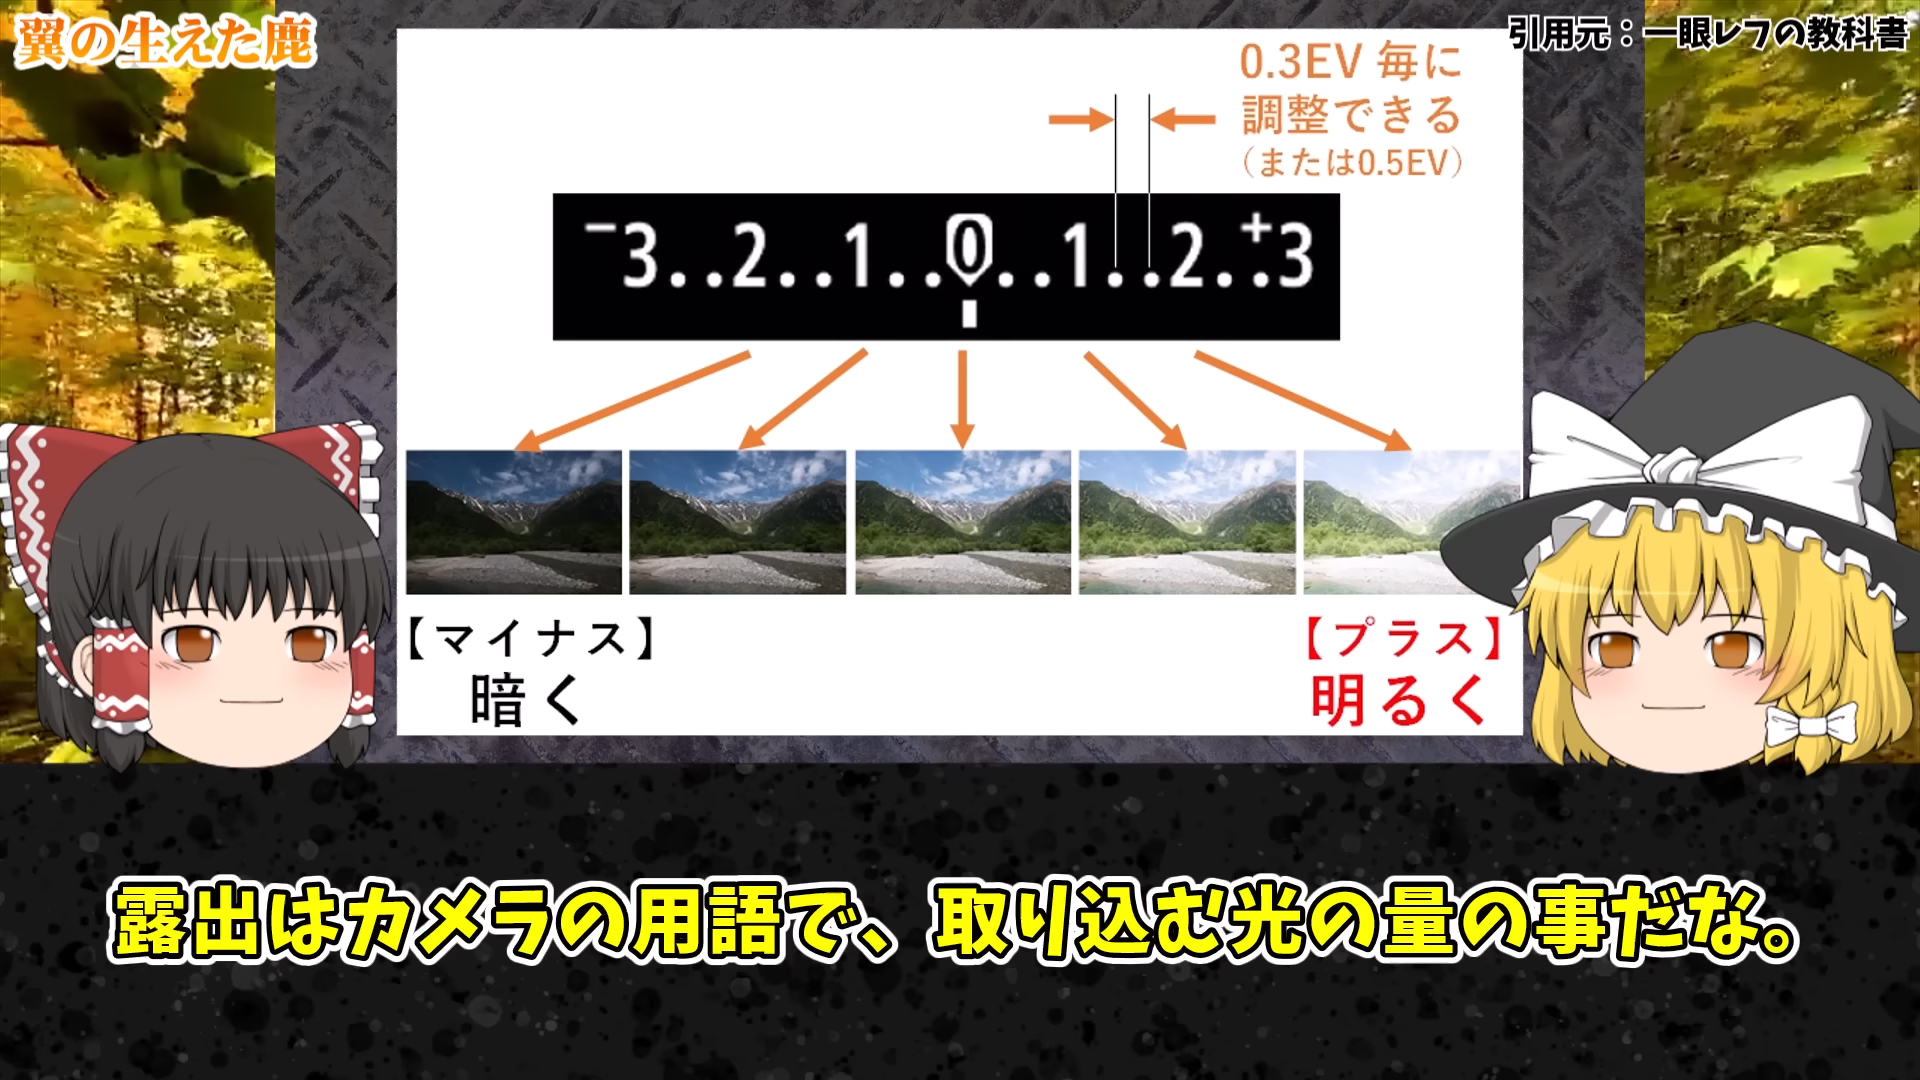 翼の生えた鹿
引用元：一眼レフの教科書
0.3EV 毎に
調整できる
（または0.5EV）
−3..2..1..0..1..2..+3
【マイナス】
暗く
【プラス】
明るく
露出はカメラの用語で、取り込む光の量の事だな。